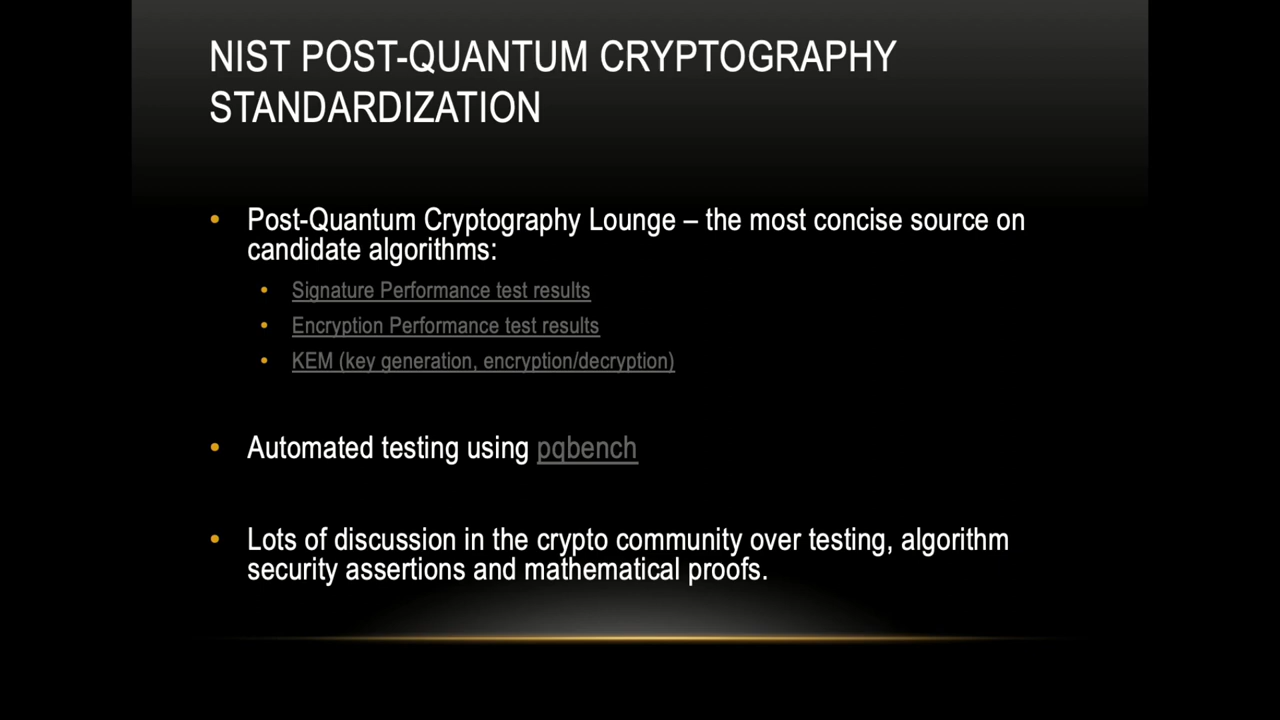 NIST POST-QUANTUM CRYPTOGRAPHY
STANDARDIZATION
• Post-Quantum Cryptography Lounge – the most concise source on
candidate algorithms:
• Signature Performance test results
• Encryption Performance test results
• KEM (key generation, encryption/decryption)
• Automated testing using pqbench
• Lots of discussion in the crypto community over testing, algorithm
security assertions and mathematical proofs.